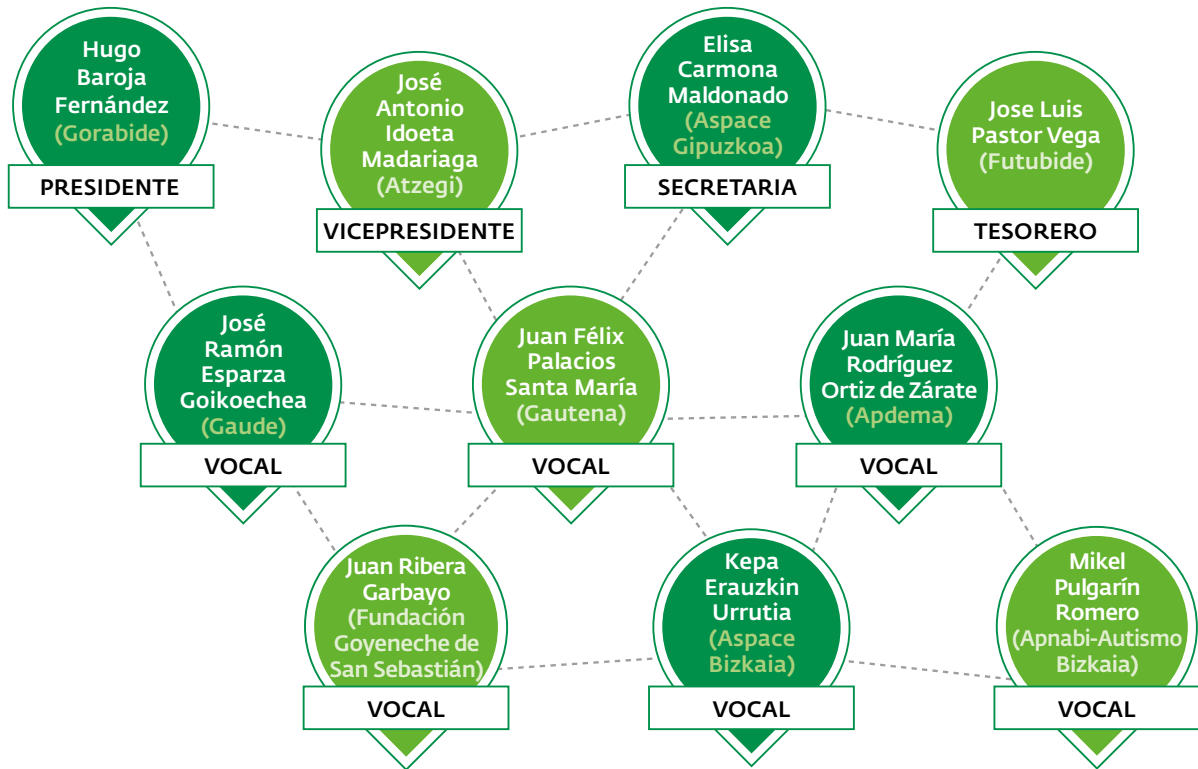 Hugo
Baroja
Fernández
(Gorabide)
PRESIDENTE
José
Antonio
Idoeta
Madariaga
(Atzegi)
VICEPRESIDENTE
Elisa
Carmona
Maldonado
(Aspace
Gipuzkoa)
SECRETARIA
Jose Luis
Pastor Vega
(Futubide)
TESORERO
José
Ramón
Esparza
Goikoechea
(Gaude)
VOCAL
Juan Félix
Palacios
Santa María
(Gautena)
VOCAL
Juan María
Rodríguez
Ortiz de Zárate
(Apdema)
VOCAL
Juan Ribera
Garbayo
(Fundación
Goyeneche de
San Sebastián)
VOCAL
Kepa
Erauzkin
Urrutia
(Aspace
Bizkaia)
VOCAL
Mikel
Pulgarín
Romero
(Apnabi-Autismo
Bizkaia)
VOCAL